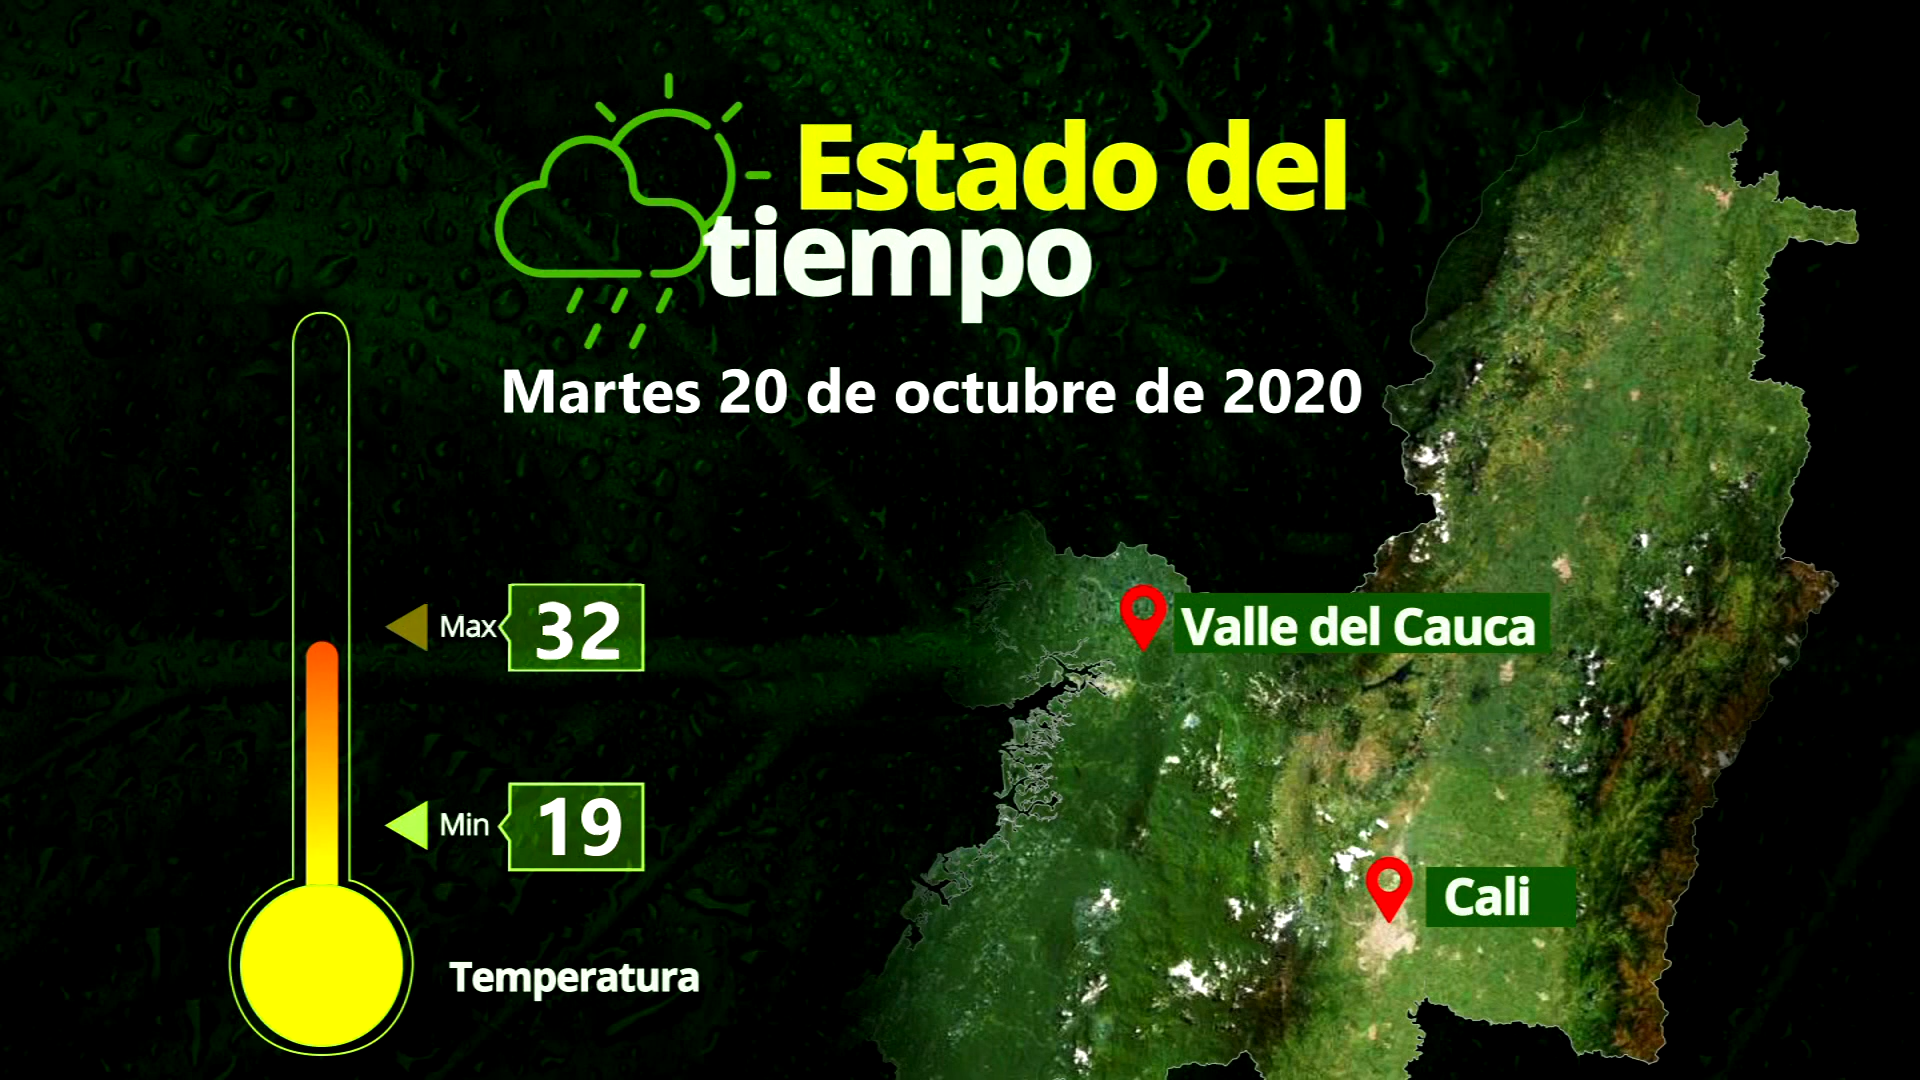 Estado del
tiempo
Martes 20 de octubre de 2020
Max 32
Valle del Cauca
Min 19
Cali
Temperatura